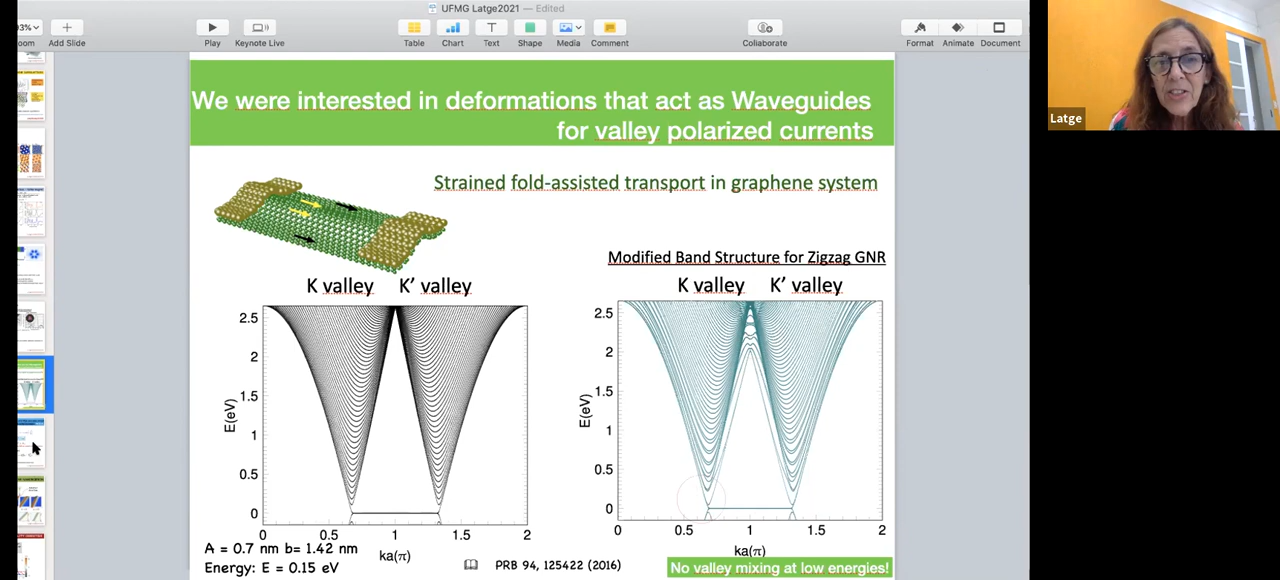 UFMG Latge2021 — Edited
Add Slide
Play
Keynote Live
Table
Chart
Text
Shape
Media
Comment
Collaborate
Format
Animate
Document
Latge
We were interested in deformations that act as Waveguides
for valley polarized currents
Strained fold-assisted transport in graphene system
Modified Band Structure for Zigzag GNR
K valley K’ valley
K valley K’ valley
2.5
2
1.5
1
0.5
0
E(eV)
0 0.5 1 1.5 2
ka(π)
2.5
2
1.5
1
0.5
0
E(eV)
0 0.5 1 1.5 2
ka(π)
A = 0.7 nm b= 1.42 nm
Energy: E = 0.15 eV
PRB 94, 125422 (2016)
No valley mixing at low energies!